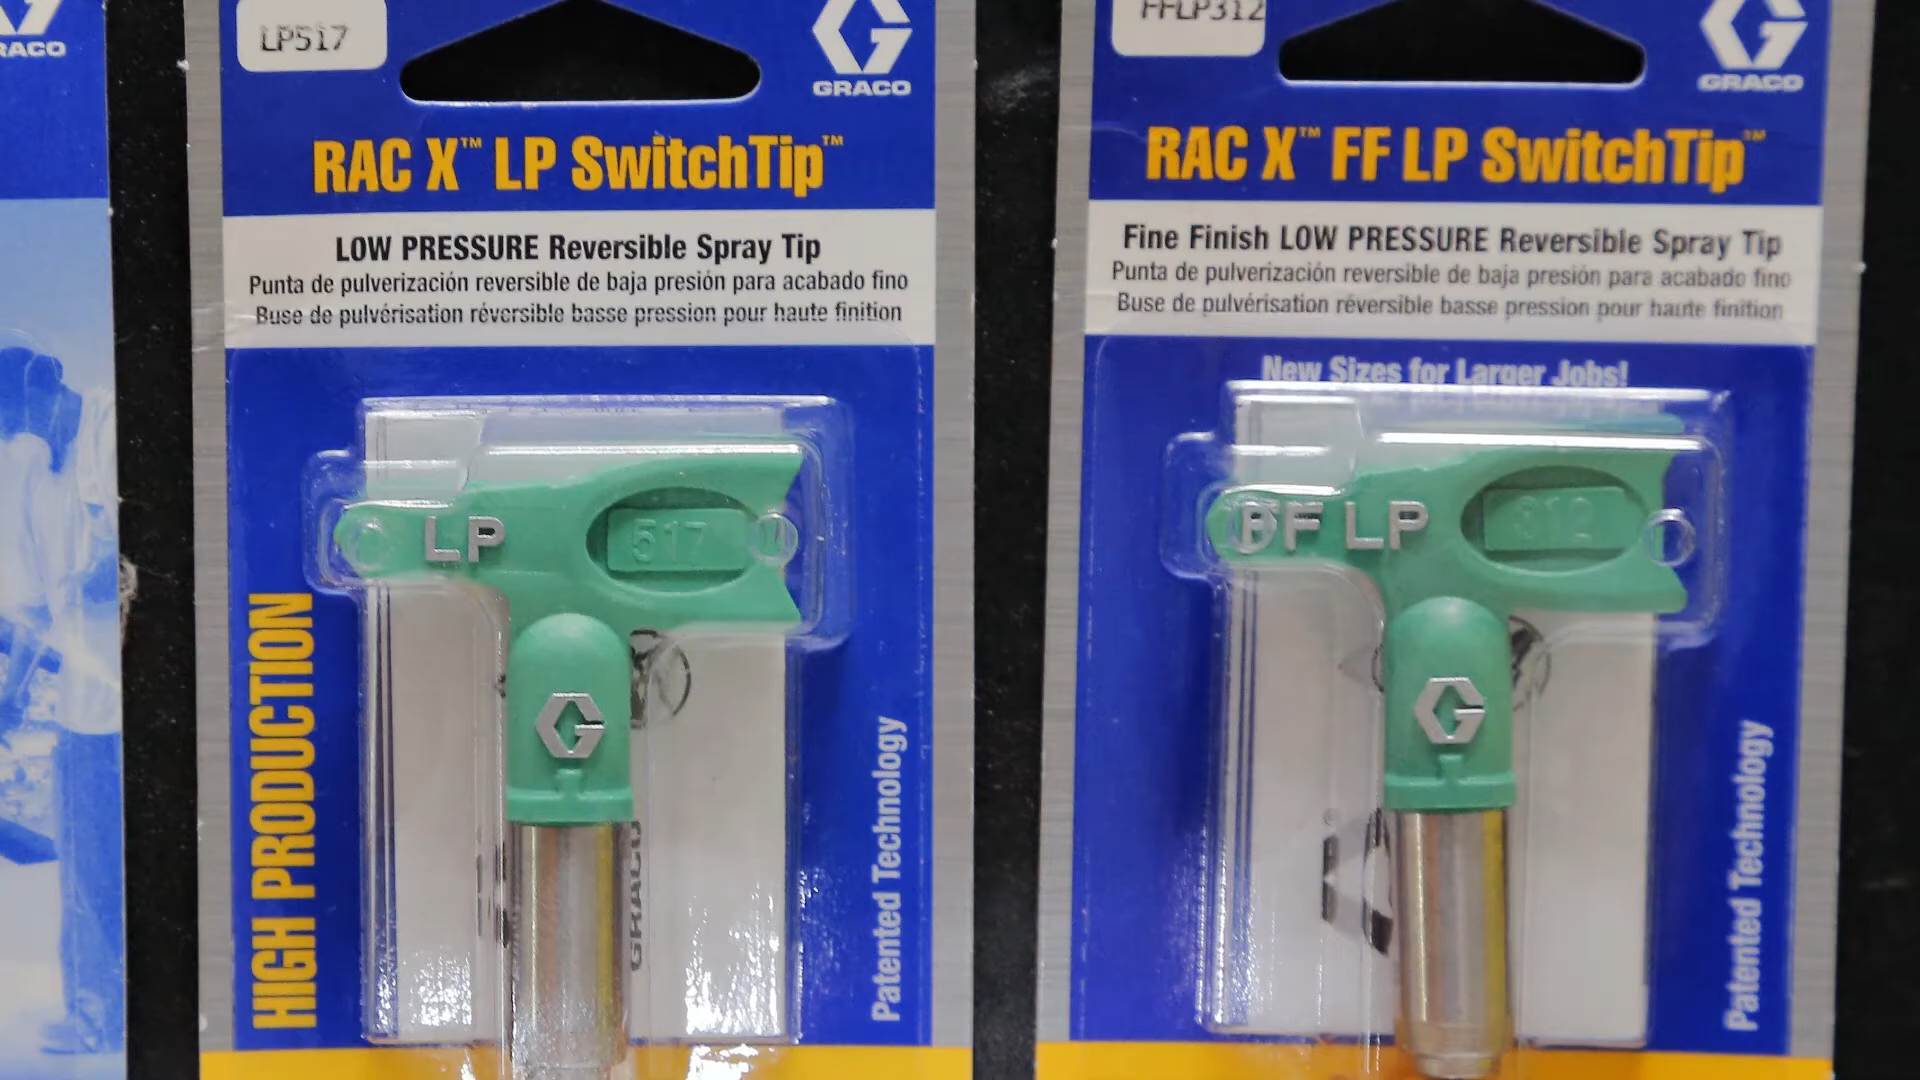 RACO
LP517
GRACO
RAC X™ LP SwitchTip™
LOW PRESSURE Reversible Spray Tip
Punta de pulverización reversible de baja presión para acabado fino
Buse de pulvérisation réversible basse pression pour haute finition
LP
517
G
HIGH PRODUCTION
GRACO
Patented Technology
FFLP312
GRACO
RAC X™ FF LP SwitchTip™
Fine Finish LOW PRESSURE Reversible Spray Tip
Punta de pulverización reversible de baja presión para acabado fino
Buse de pulvérisation réversible basse pression pour haute finition
New Sizes for Larger Jobs!
FF LP
312
G
Patented Technology